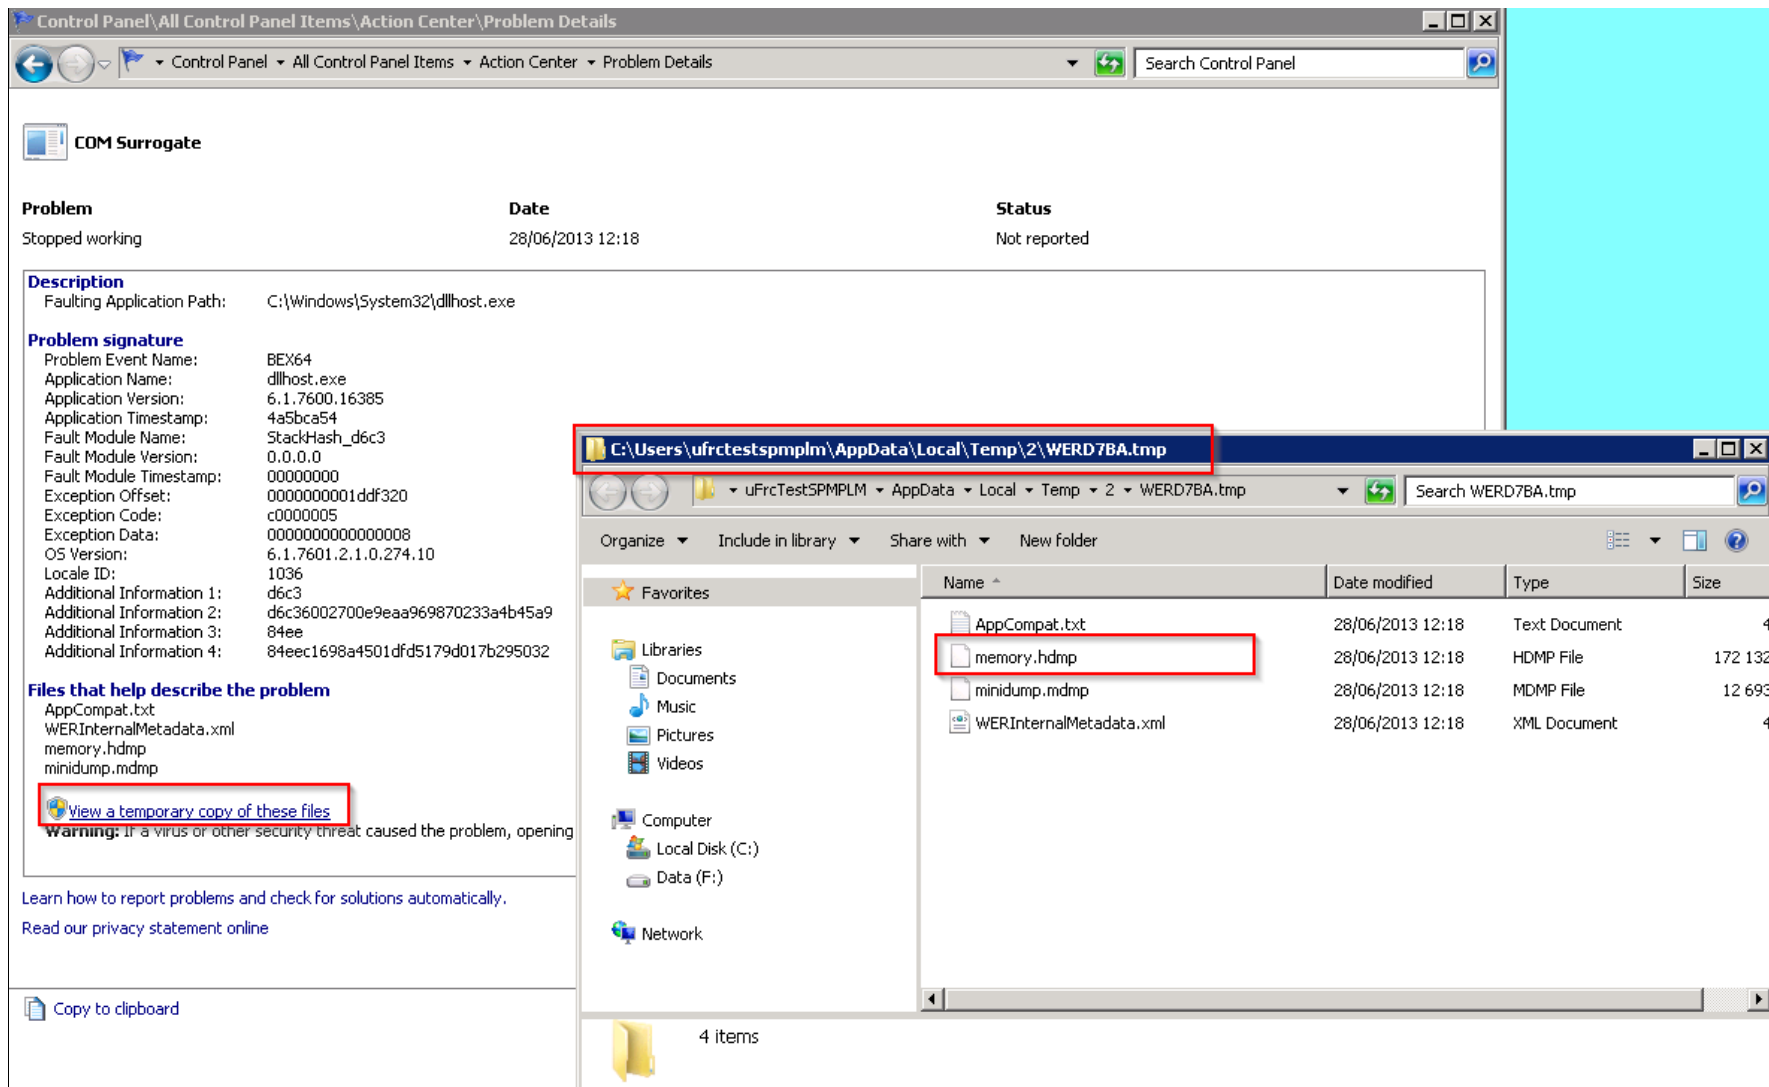 Control Panel\All Control Panel Items\Action Center\Problem Details
Control Panel All Control Panel Items Action Center Problem Details
Search Control Panel
COM Surrogate
Problem Date Status
Stopped working 28/06/2013 12:18 Not reported
Description
Faulting Application Path: C:\Windows\System32\dllhost.exe
Problem signature
Problem Event Name: BEX64
Application Name: dllhost.exe
Application Version: 6.1.7600.16385
Application Timestamp: 4a5bca54
Fault Module Name: StackHash_d6c3
Fault Module Version: 0.0.0.0
Fault Module Timestamp: 00000000
Exception Offset: 0000000001ddf320
Exception Code: c0000005
Exception Data: 0000000000000008
OS Version: 6.1.7601.2.1.0.274.10
Locale ID: 1036
Additional Information 1: d6c3
Additional Information 2: d6c36002700e9eaa969870233a4b45a9
Additional Information 3: 84ee
Additional Information 4: 84eec1698a4501dfd5179d017b295032
Files that help describe the problem
AppCompat.txt
WERInternalMetadata.xml
memory.hdmp
minidump.mdmp
View a temporary copy of these files
Warning: If a virus or other security threat caused the problem, opening
Learn how to report problems and check for solutions automatically.
Read our privacy statement online
Copy to clipboard
C:\Users\ufrctestspmplm\AppData\Local\Temp\2\WERD7BA.tmp
uFrcTestSPMPLM AppData Local Temp 2 WERD7BA.tmp
Search WERD7BA.tmp
Organize Include in library Share with New folder
Favorites
Libraries
Documents
Music
Pictures
Videos
Computer
Local Disk (C:)
Data (F:)
Network
Name Date modified Type Size
AppCompat.txt 28/06/2013 12:18 Text Document 4
memory.hdmp 28/06/2013 12:18 HDMP File 172 132
minidump.mdmp 28/06/2013 12:18 MDMP File 12 693
WERInternalMetadata.xml 28/06/2013 12:18 XML Document 4
4 items